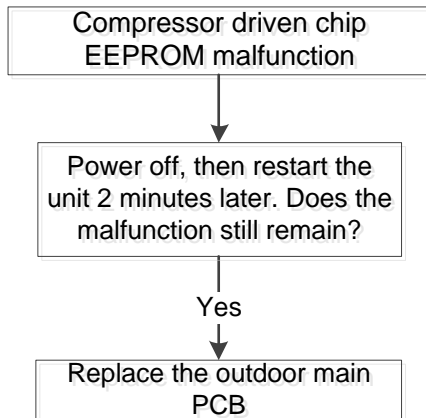 Compressor driven chip
EEPROM malfunction
Power off, then restart the
unit 2 minutes later. Does the
malfunction still remain?
Yes
Replace the outdoor main
PCB